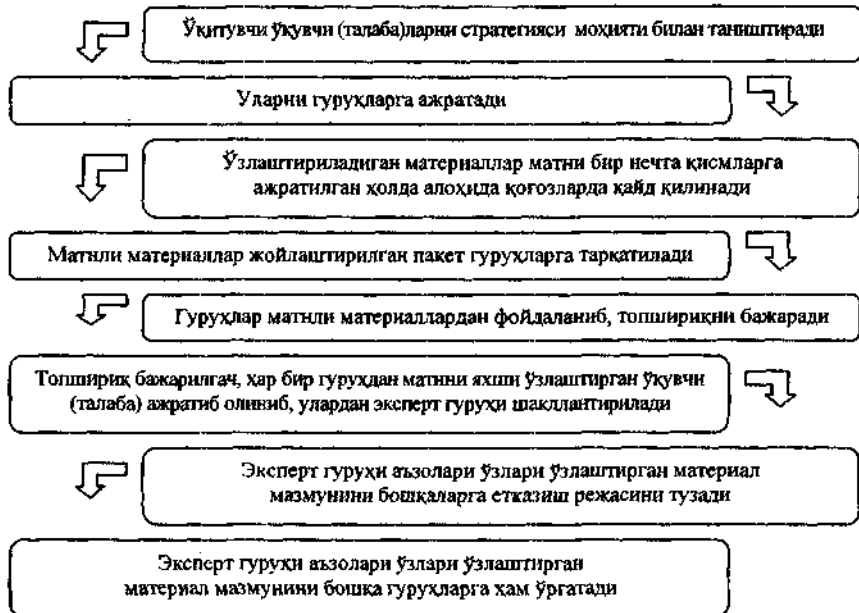 Ўқитувчи ўқувчи (талаба)ларни стратегияси моҳияти билан таништиради
Уларни гуруҳларга ажратади
Ўзлаштириладиган материаллар матни бир нечта қисмларга
ажратилган ҳолда алоҳида қоғозларда қайд қилинади
Матнли материаллар жойлаштирилган пакет гуруҳларга тарқатилади
Гуруҳлар матнли материаллардан фойдаланиб, топшириқни бажаради
Топшириқ бажарилгач, ҳар бир гуруҳдан матнни яхши ўзлаштирган ўқувчи
(талаба) ажратиб олиниб, улардан эксперт гуруҳи шакллантирилади
Эксперт гуруҳи аъзолари ўзлари ўзлаштирган материал
мазмунини бошқаларга етказиш режасини тузади
Эксперт гуруҳи аъзолари ўзлари ўзлаштирган
материал мазмунини бошқа гуруҳларга ҳам ўргатади